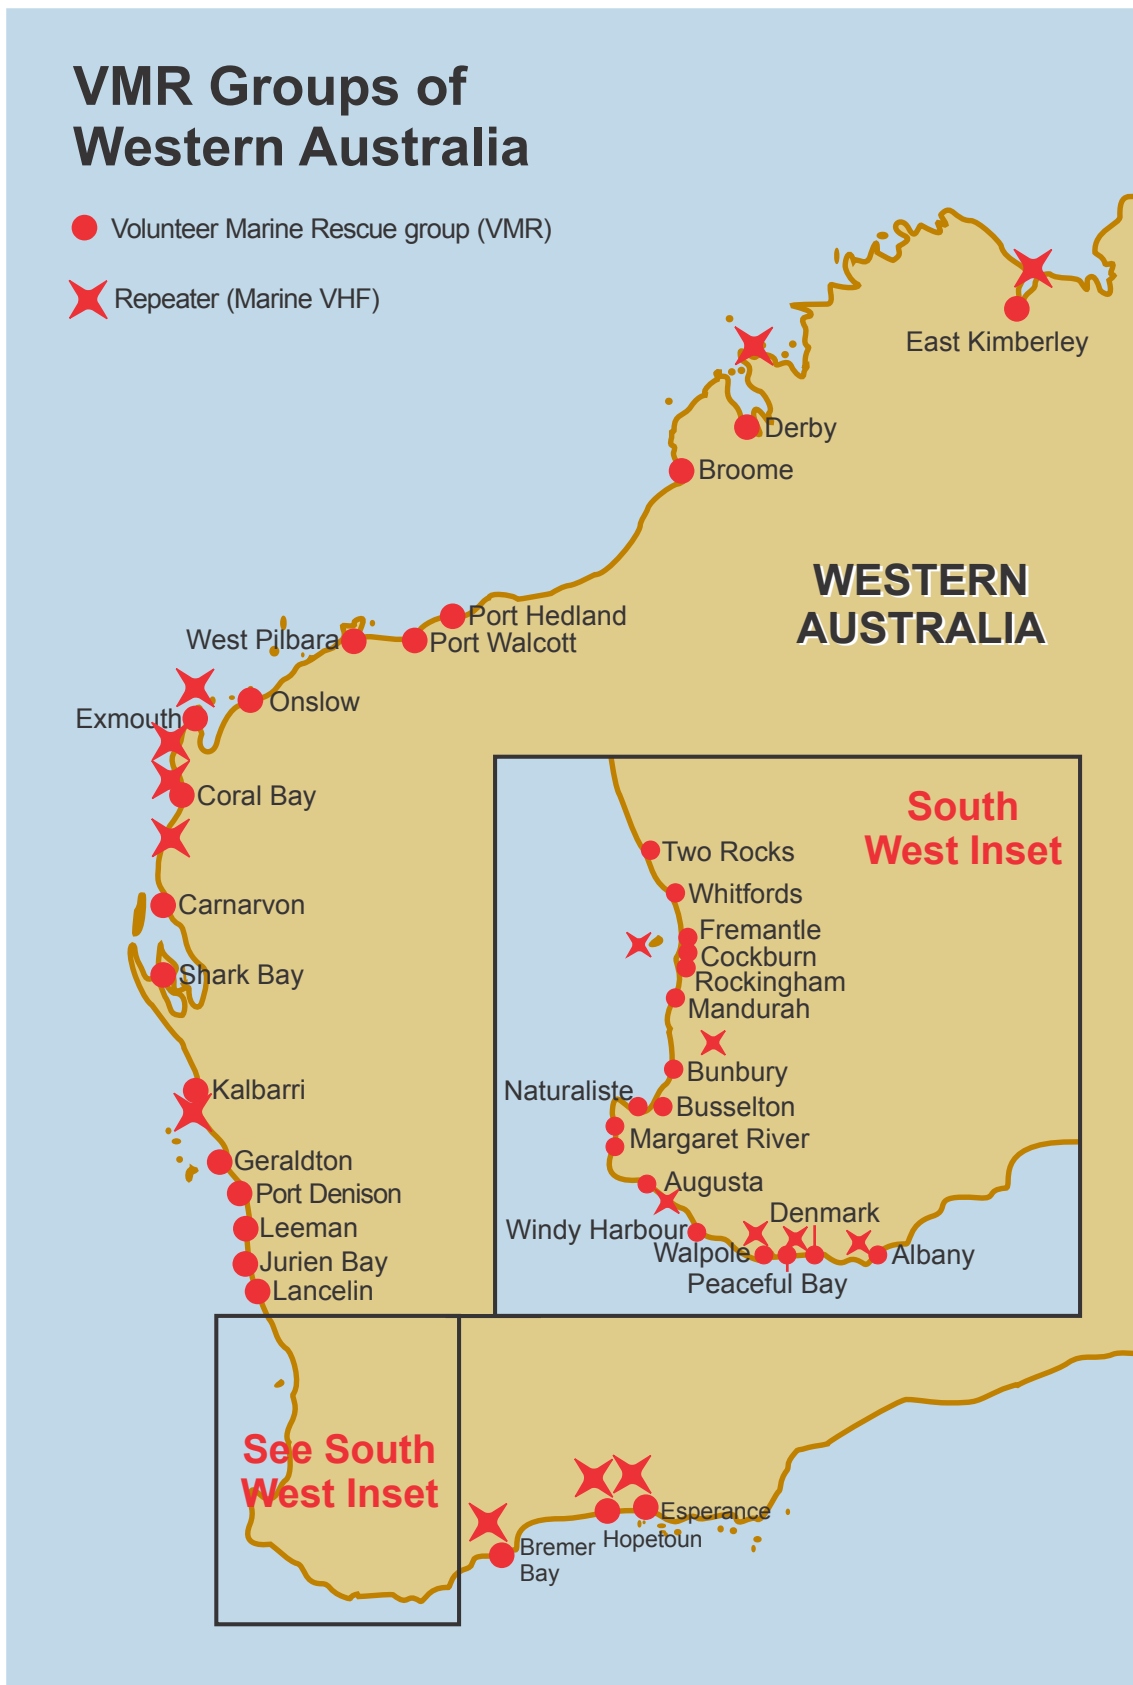 VMR Groups of
Western Australia
Volunteer Marine Rescue group (VMR)
Repeater (Marine VHF)
East Kimberley
Derby
Broome
WESTERN
AUSTRALIA
Port Hedland
West Pilbara
Port Walcott
Onslow
Exmouth
Coral Bay
Carnarvon
Shark Bay
Kalbarri
Geraldton
Port Denison
Leeman
Jurien Bay
Lancelin
South
West Inset
Two Rocks
Whitfords
Fremantle
Cockburn
Rockingham
Mandurah
Bunbury
Naturaliste
Busselton
Margaret River
Augusta
Denmark
Windy Harbour
Walpole
Albany
Peaceful Bay
See South
West Inset
Esperance
Hopetoun
Bremer
Bay